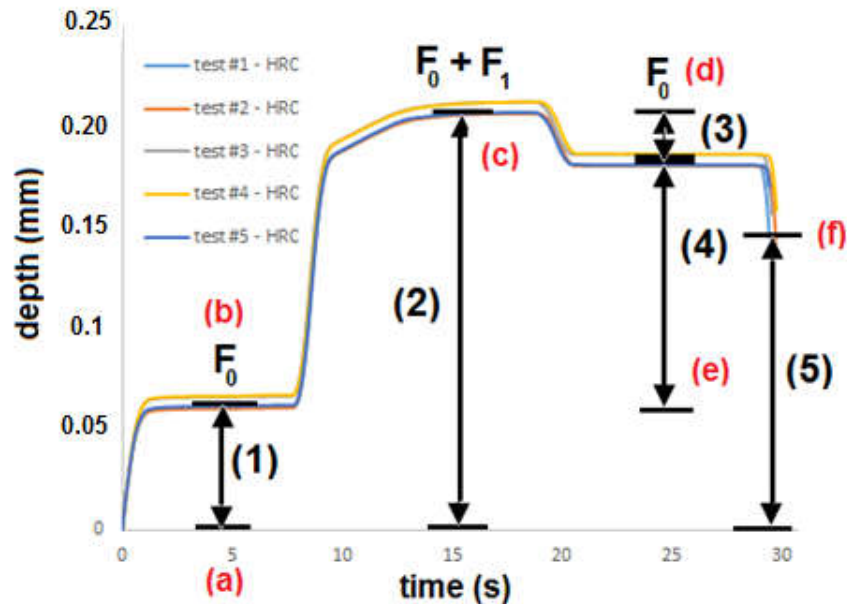 0.25
test #1 - HRC
F0 + F1
F0 (d)
test #2 - HRC
0.20
(3)
test #3 - HRC
(c)
test #4 - HRC
0.15
test #5 - HRC
(4)
(f)
depth (mm)
(2)
0.1
(b)
F0
(e)
(5)
0.05
(1)
0
0 5 10 15 20 25 30
(a)
time (s)